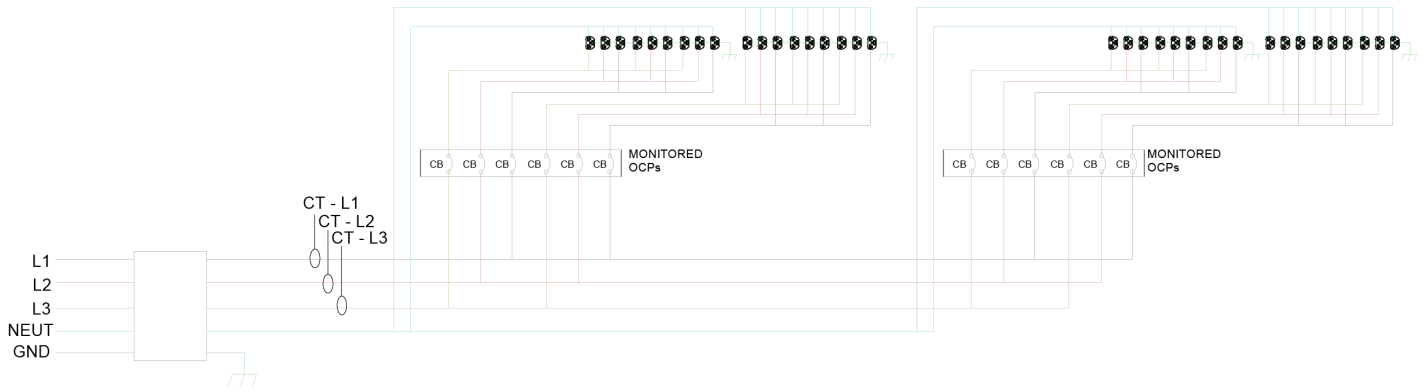 MONITORED
OCPs
CB CB CB CB CB CB
MONITORED
OCPs
CB CB CB CB CB CB
CT - L1
CT - L2
CT - L3
L1
L2
L3
NEUT
GND